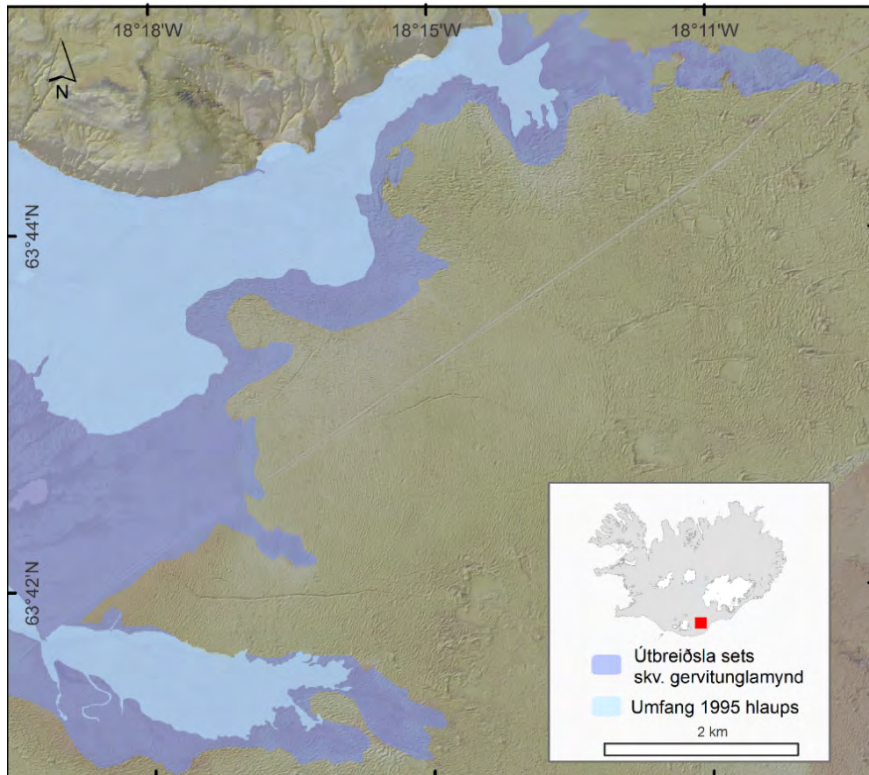 18°18'W
18°15'W
18°11'W
N
63°44'N
63°42'N
Útbreiðsla sets
skv. gervitunglamynd
Umfang 1995 hlaups
2 km